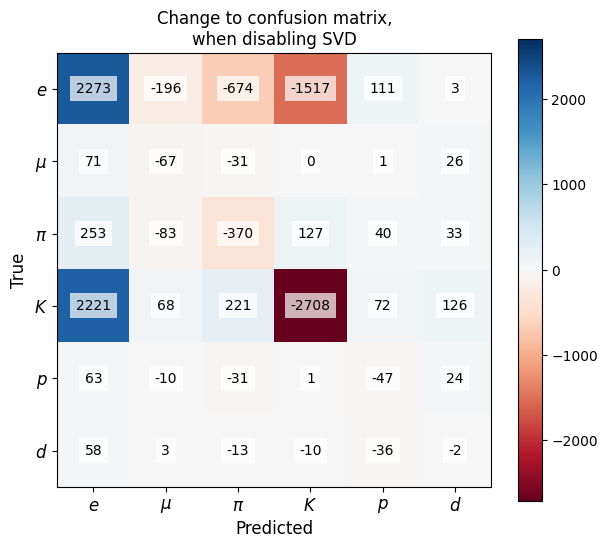 Change to confusion matrix,
when disabling SVD
e 2273 -196 -674 -1517 111 3
μ 71 -67 -31 0 1 26
π 253 -83 -370 127 40 33
K 2221 68 221 -2708 72 126
p 63 -10 -31 1 -47 24
d 58 3 -13 -10 -36 -2
e μ π K p d
Predicted
True
2000
1000
0
−1000
−2000